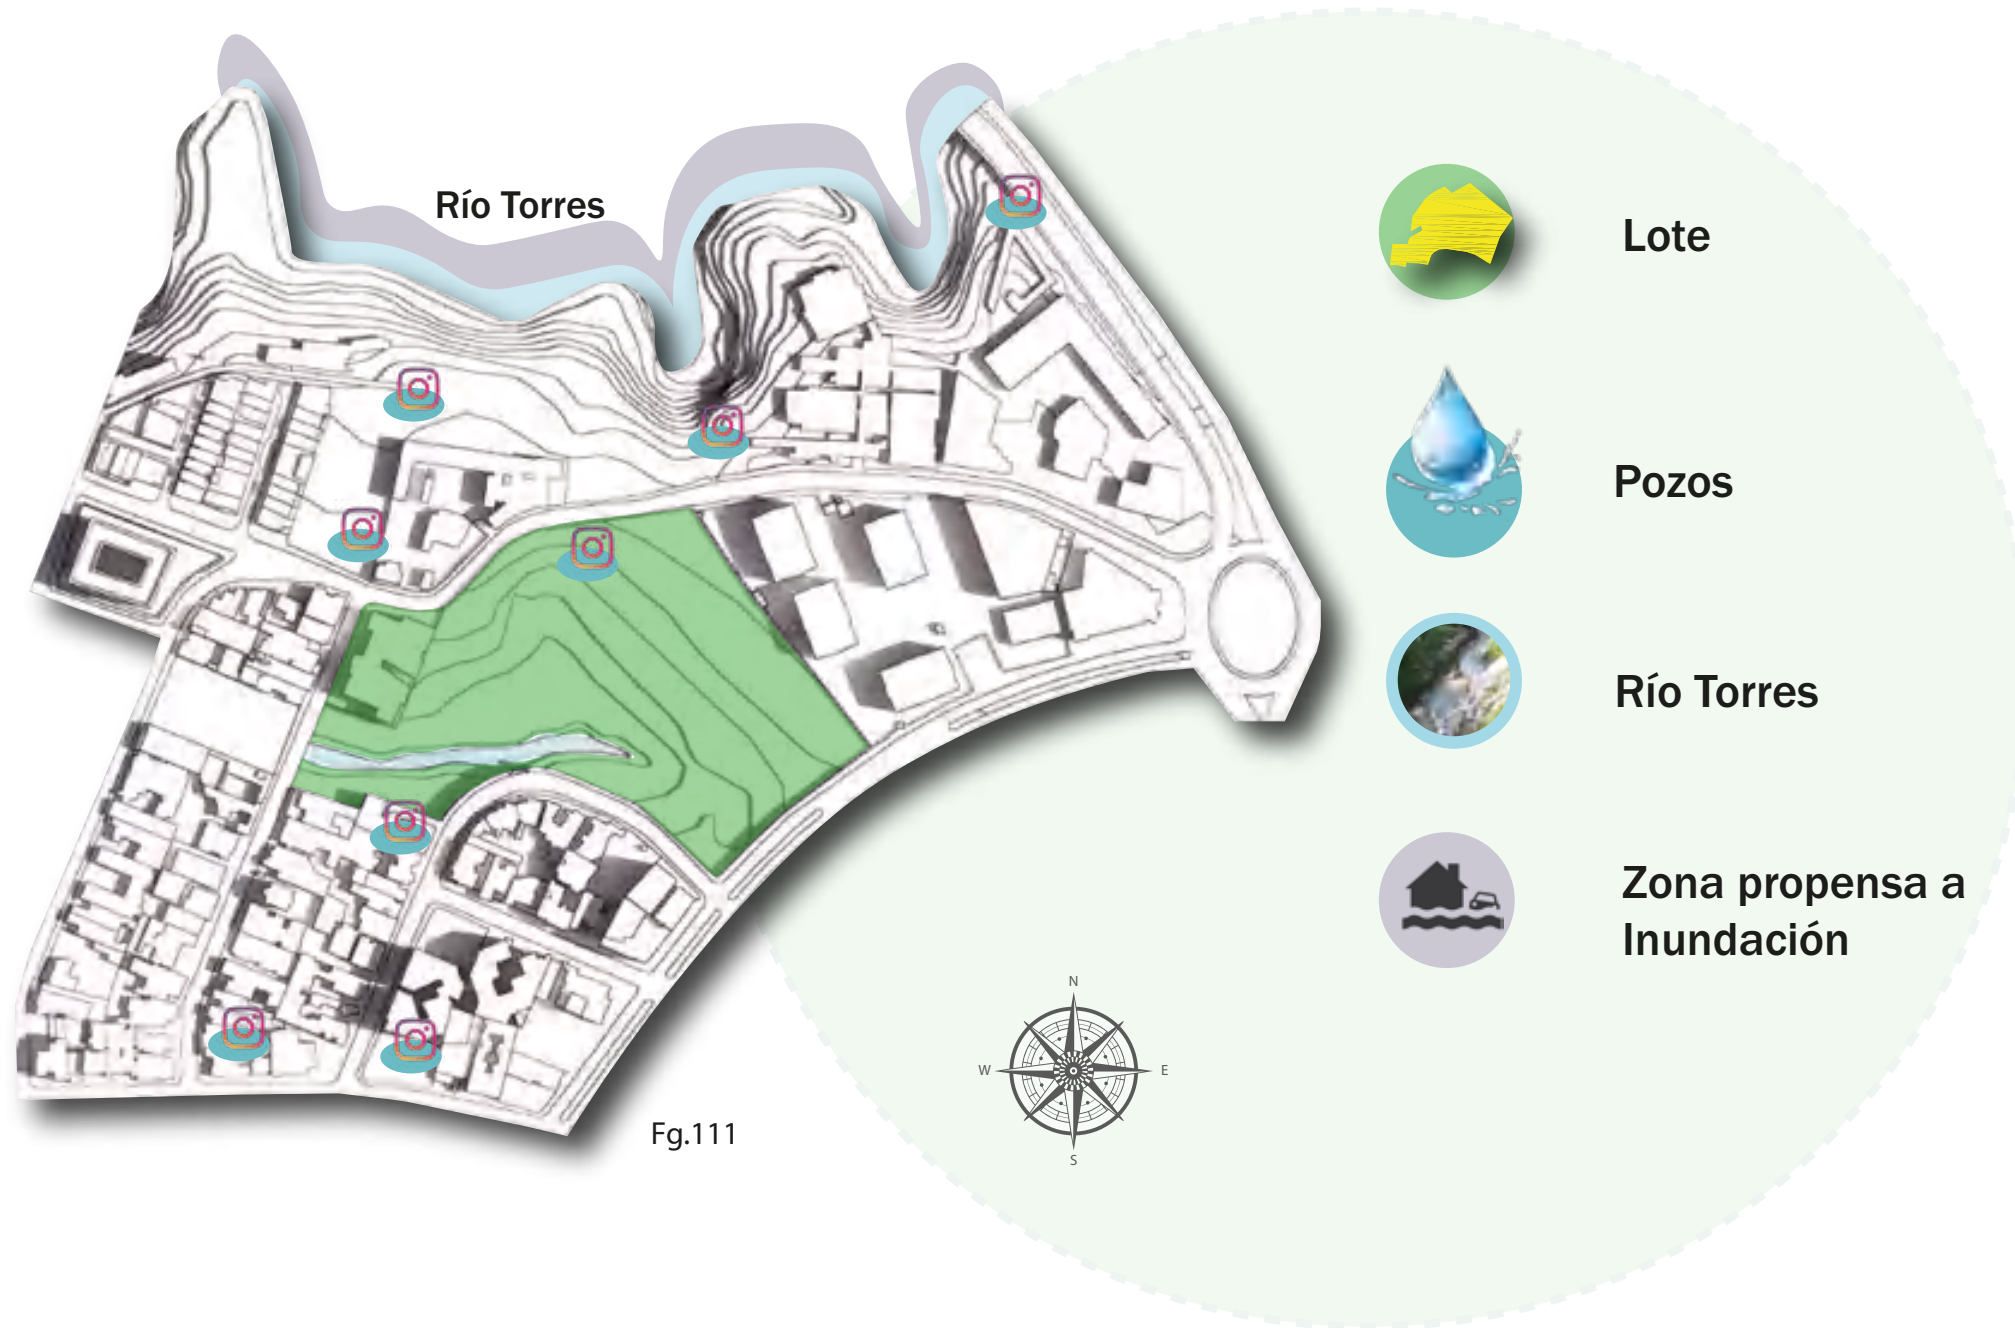 Río Torres
Lote
Pozos
Río Torres
Zona propensa a
Inundación
N
W
E
S
Fg.111